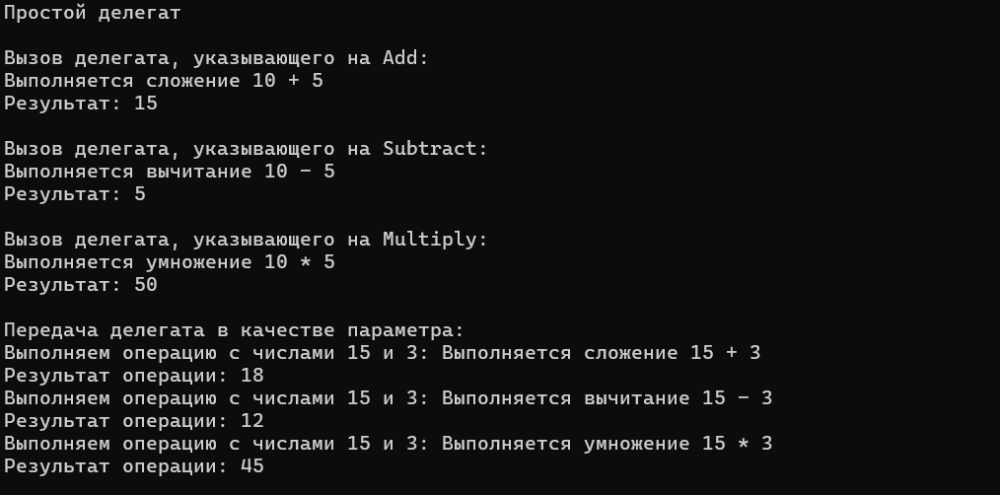 Простой делегат
Вызов делегата, указывающего на Add:
Выполняется сложение 10 + 5
Результат: 15
Вызов делегата, указывающего на Subtract:
Выполняется вычитание 10 - 5
Результат: 5
Вызов делегата, указывающего на Multiply:
Выполняется умножение 10 * 5
Результат: 50
Передача делегата в качестве параметра:
Выполняем операцию с числами 15 и 3: Выполняется сложение 15 + 3
Результат операции: 18
Выполняем операцию с числами 15 и 3: Выполняется вычитание 15 - 3
Результат операции: 12
Выполняем операцию с числами 15 и 3: Выполняется умножение 15 * 3
Результат операции: 45